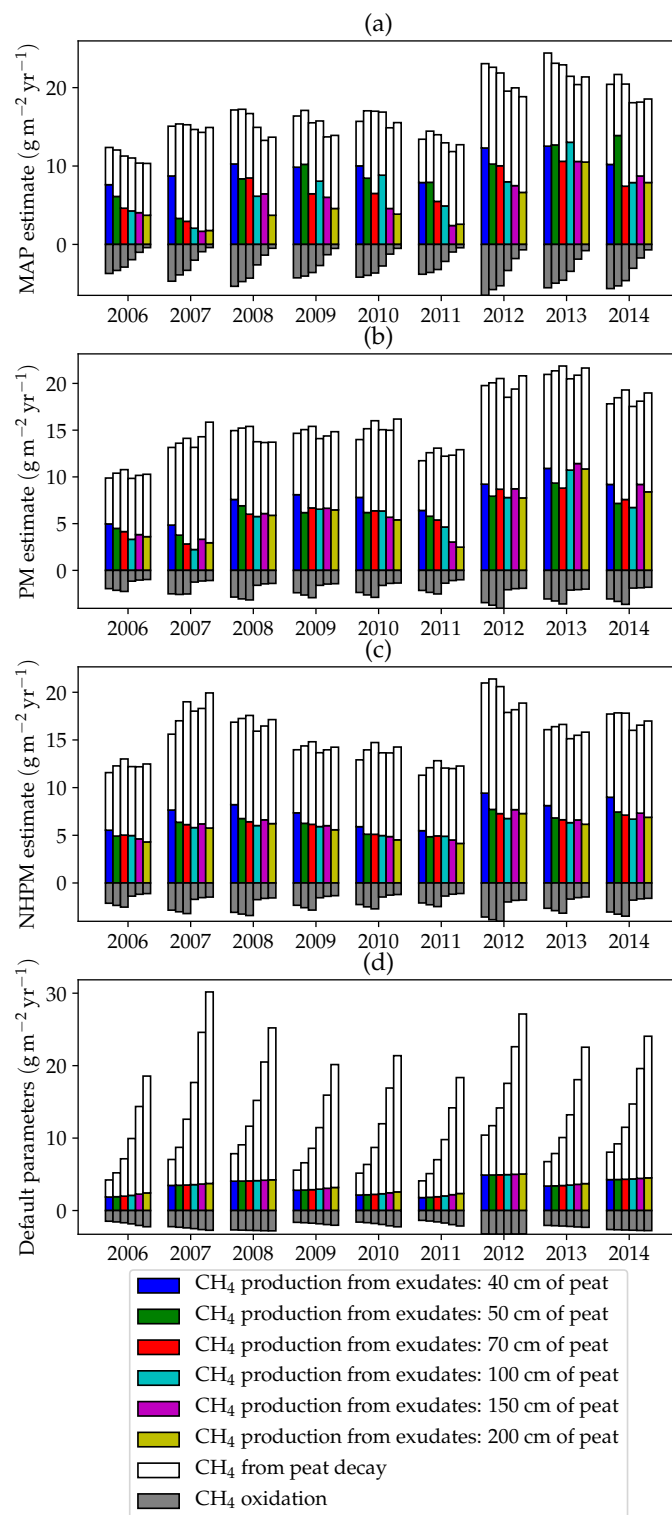 (a)
MAP estimate (g m⁻² yr⁻¹)
20
10
0
2006 2007 2008 2009 2010 2011 2012 2013 2014
(b)
PM estimate (g m⁻² yr⁻¹)
20
15
10
5
0
2006 2007 2008 2009 2010 2011 2012 2013 2014
(c)
NHPM estimate (g m⁻² yr⁻¹)
20
15
10
5
0
2006 2007 2008 2009 2010 2011 2012 2013 2014
(d)
Default parameters (g m⁻² yr⁻¹)
30
20
10
0
2006 2007 2008 2009 2010 2011 2012 2013 2014
CH₄ production from exudates: 40 cm of peat
CH₄ production from exudates: 50 cm of peat
CH₄ production from exudates: 70 cm of peat
CH₄ production from exudates: 100 cm of peat
CH₄ production from exudates: 150 cm of peat
CH₄ production from exudates: 200 cm of peat
CH₄ from peat decay
CH₄ oxidation